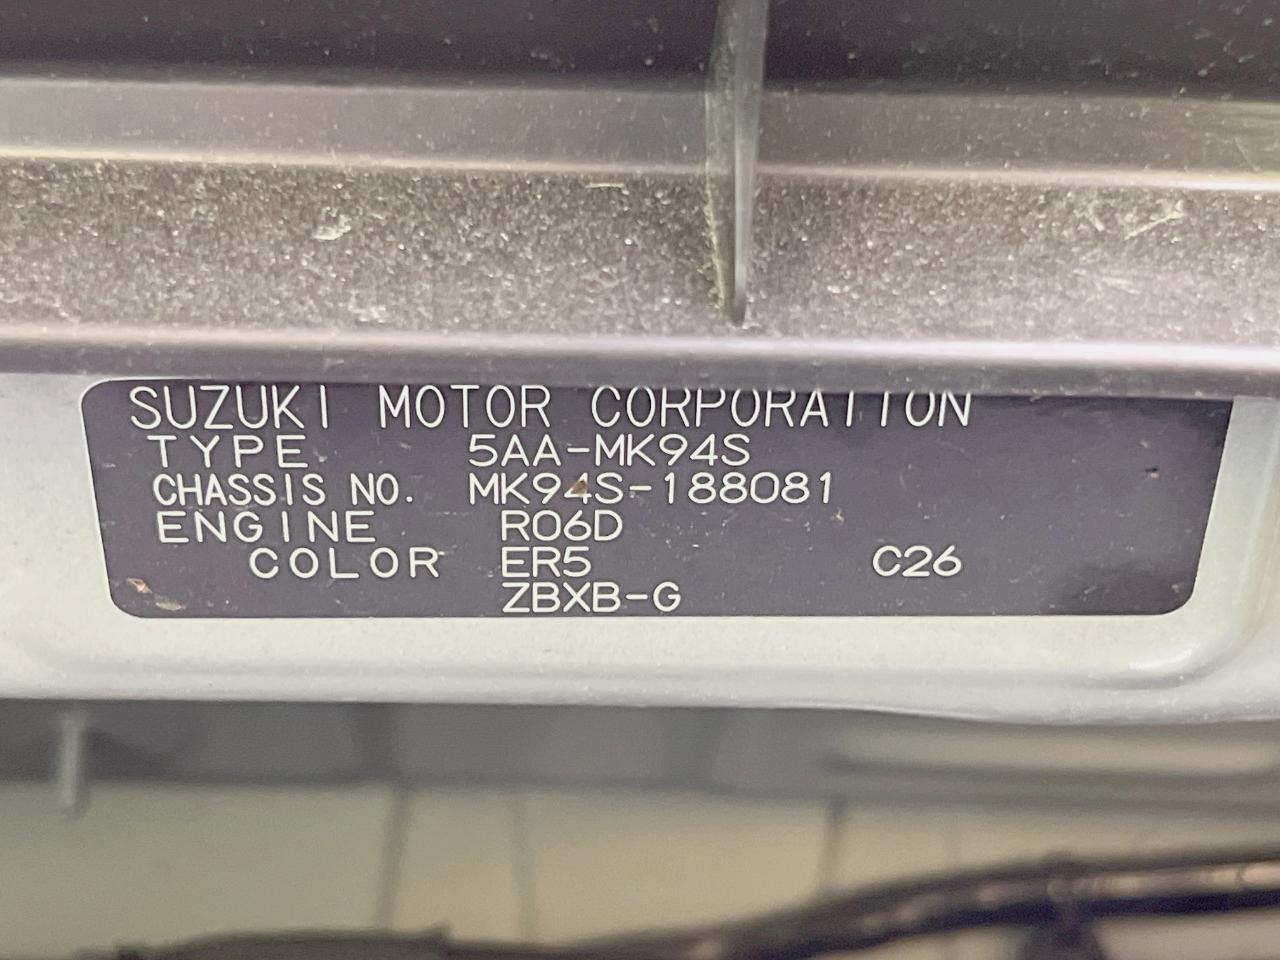 SUZUKI MOTOR CORPORATION
TYPE 5AA-MK94S
CHASSIS NO. MK94S-188081
ENGINE R06D
COLOR ER5 C26
ZBXB-G